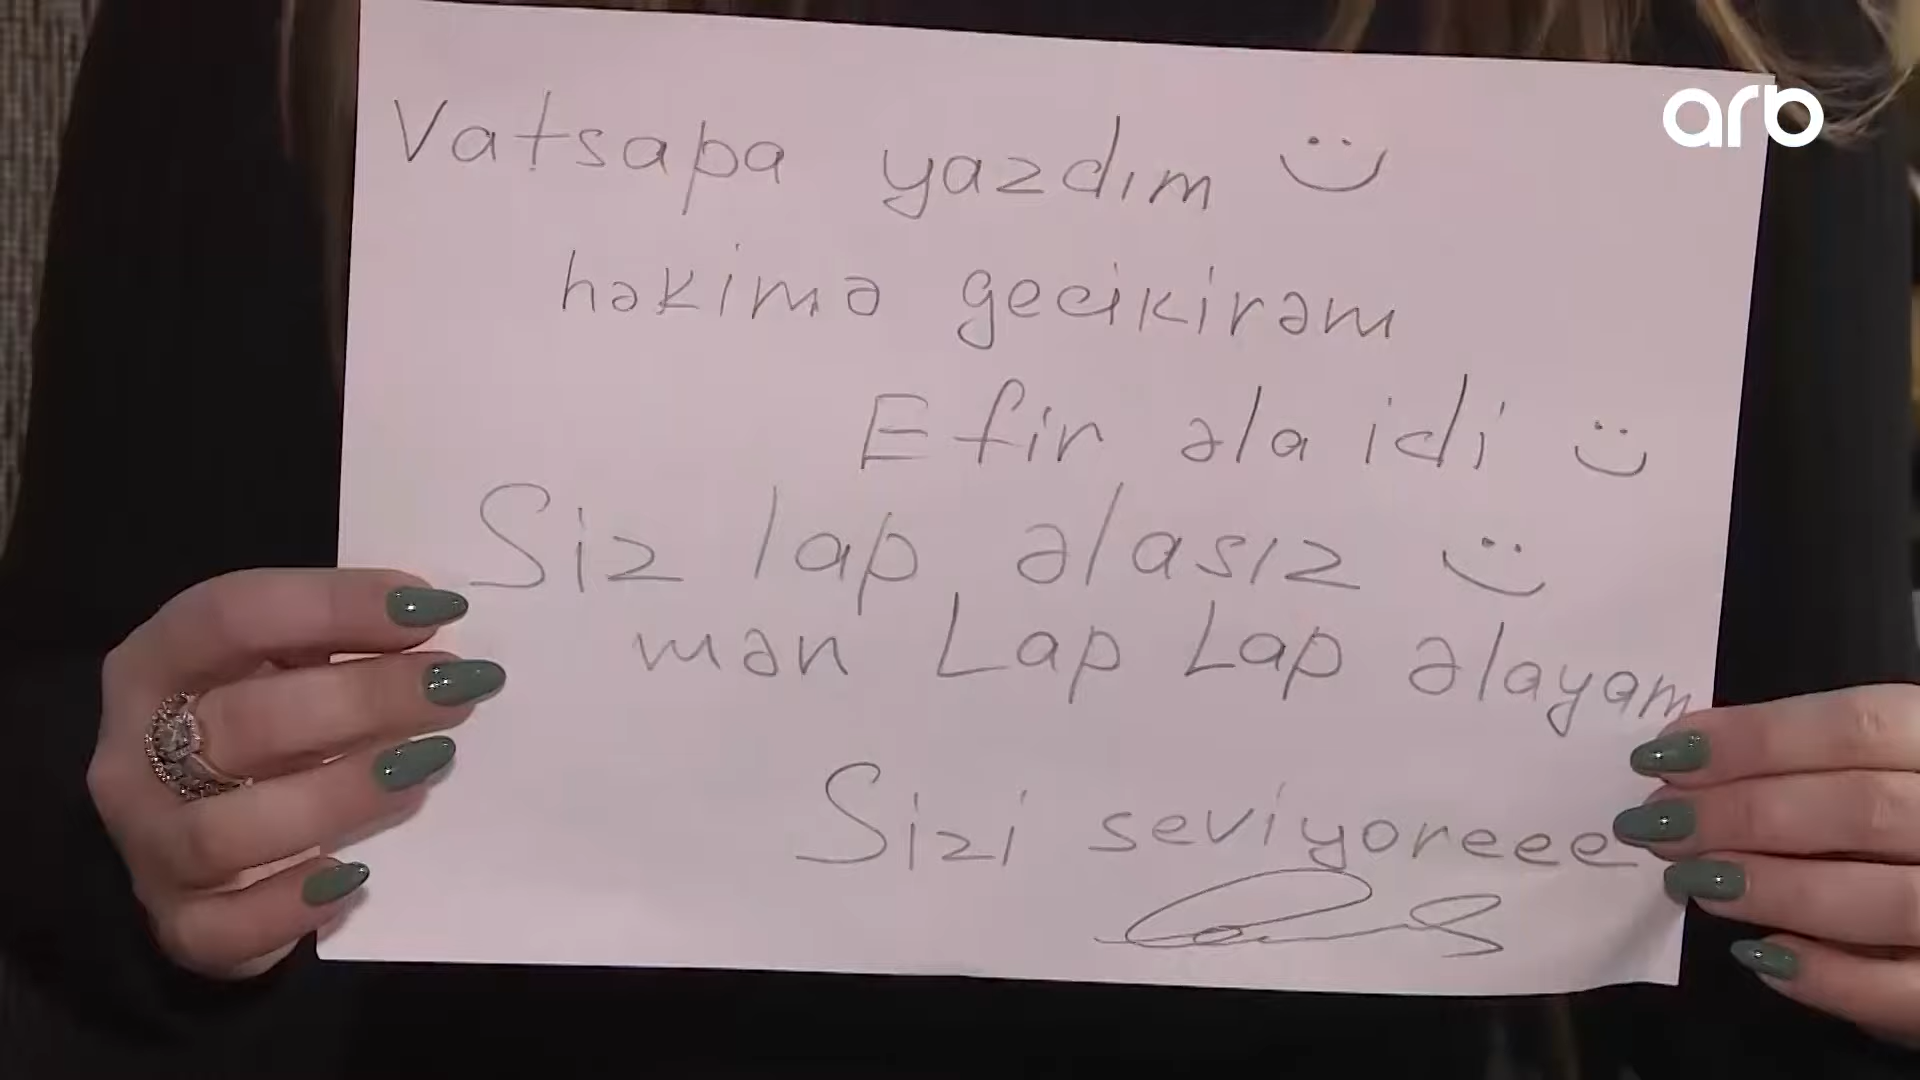 arb
Vatsapa yazdım :)
həkimə gecikirəm
Efir əla idi :)
Siz lap əlasız :)
mən Lap Lap əlayam
Sizi seviyoreee